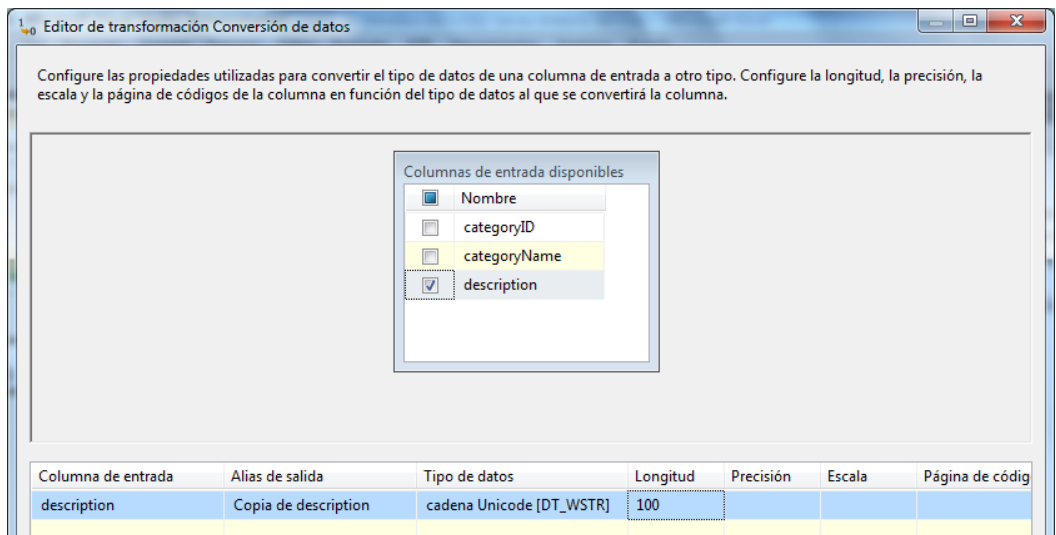 Editor de transformación Conversión de datos
Configure las propiedades utilizadas para convertir el tipo de datos de una columna de entrada a otro tipo. Configure la longitud, la precisión, la
escala y la página de códigos de la columna en función del tipo de datos al que se convertirá la columna.
Columnas de entrada disponibles
Nombre
categoryID
categoryName
description
Columna de entrada Alias de salida Tipo de datos Longitud Precisión Escala Página de códig
description Copia de description cadena Unicode [DT_WSTR] 100